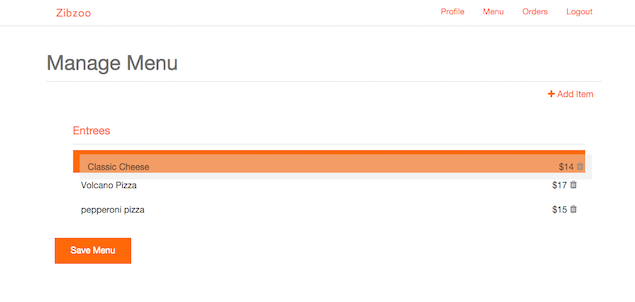 Zibzoo Profile Menu Orders Logout
Manage Menu
Add Item
Entrees
Classic Cheese $14
Volcano Pizza $17
pepperoni pizza $15
Save Menu